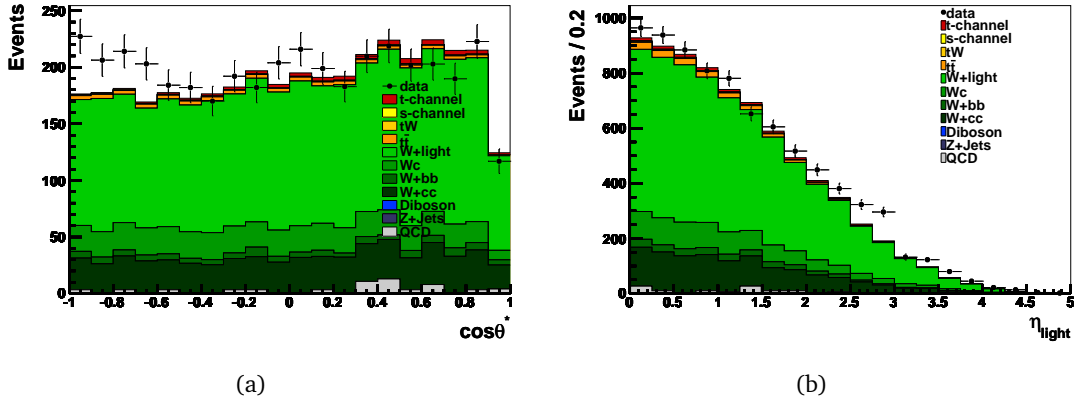 Events
250
200
150
100
50
0
-1 -0.8 -0.6 -0.4 -0.2 0 0.2 0.4 0.6 0.8 1
cosθ*
data
t-channel
s-channel
tW
tt̄
W+light
Wc
W+bb
W+cc
Diboson
Z+Jets
QCD
(a)
Events / 0.2
1000
800
600
400
200
0
0 0.5 1 1.5 2 2.5 3 3.5 4 4.5 5
η_light
data
t-channel
s-channel
tW
tt̄
W+light
Wc
W+bb
W+cc
Diboson
Z+Jets
QCD
(b)